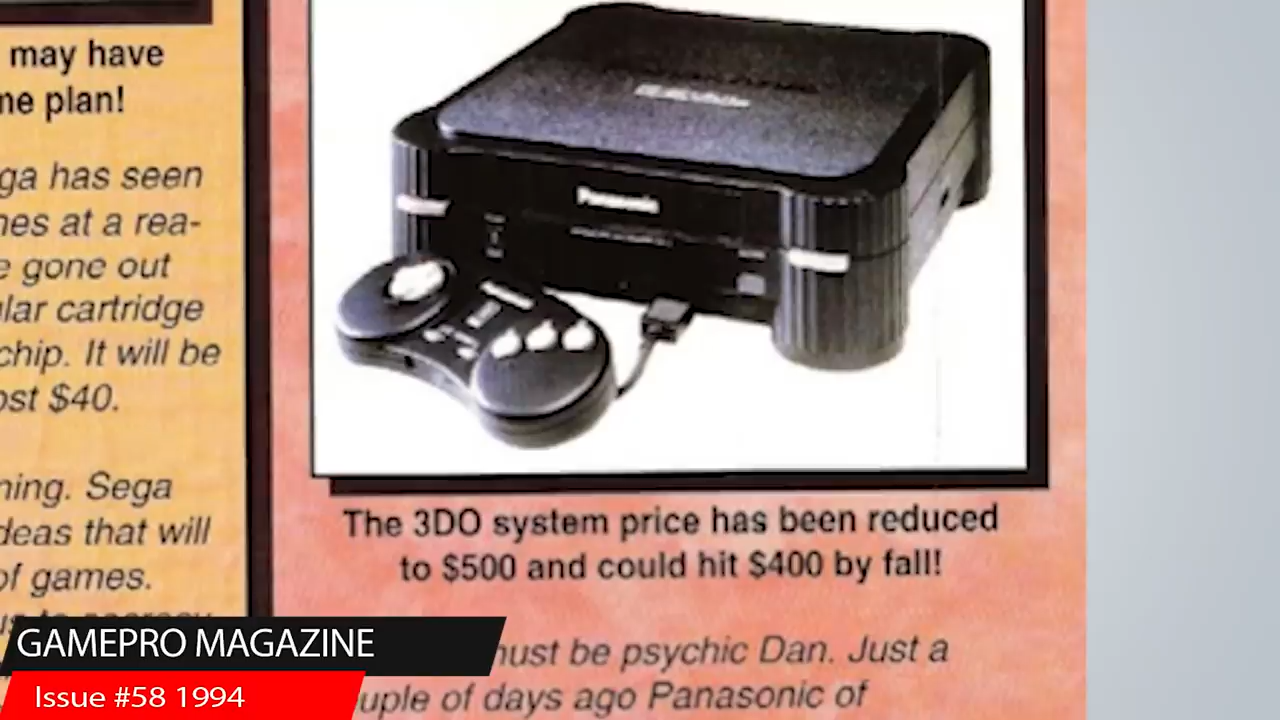 may have
me plan!
ga has seen
nes at a rea-
e gone out
lar cartridge
chip. It will be
ost $40.
ning. Sega
deas that will
of games.
Panasonic
The 3DO system price has been reduced
to $500 and could hit $400 by fall!
must be psychic Dan. Just a
uple of days ago Panasonic of
GAMEPRO MAGAZINE
Issue #58 1994